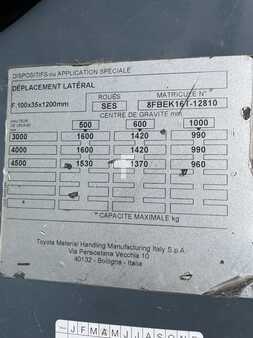 DISPOSITIFS ou APPLICATION SPECIALE
DÉPLACEMENT LATÉRAL
ROUES MATRICULE N°
F.100x35x1200mm SES 8FBEK16T-12810
HAUTEUR DE LEVAGE CENTRE DE GRAVITE mm
500 600 1000
3000 1600 1420 990
4000 1600 1420 990
4500 1530 1370 960
* CAPACITE MAXIMALE kg
Toyota Material Handling Manufacturing Italy S.p.A.
Via Persicetana Vecchia 10
40132 - Bologna - Italia
J F M A M J J A S O N D